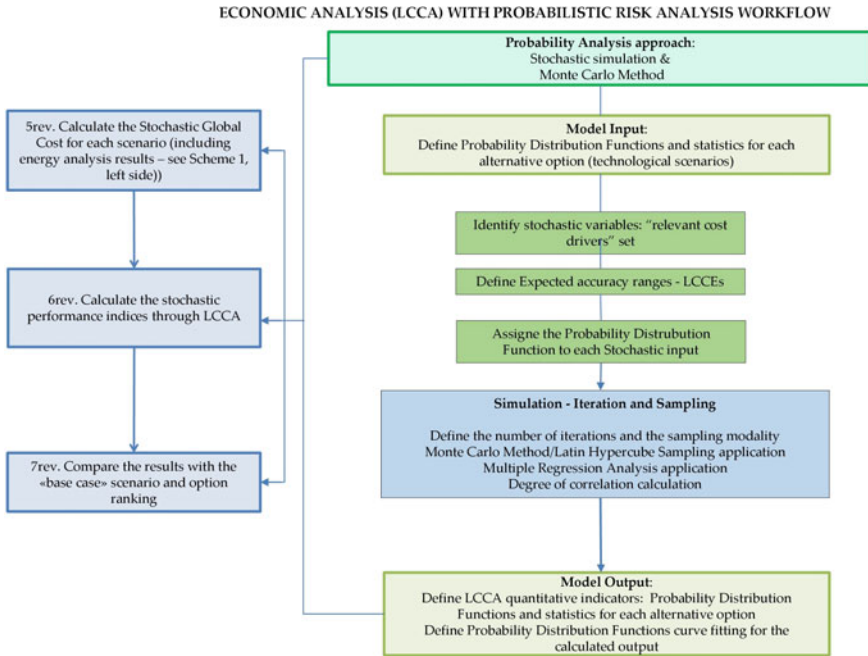 ECONOMIC ANALYSIS (LCCA) WITH PROBABILISTIC RISK ANALYSIS WORKFLOW
Probability Analysis approach:
Stochastic simulation &
Monte Carlo Method
5rev. Calculate the Stochastic Global
Cost for each scenario (including
energy analysis results – see Scheme 1,
left side))
6rev. Calculate the stochastic
performance indices through LCCA
7rev. Compare the results with the
«base case» scenario and option
ranking
Model Input:
Define Probability Distribution Functions and statistics for each
alternative option (technological scenarios)
Identify stochastic variables: "relevant cost
drivers" set
Define Expected accuracy ranges - LCCEs
Assigne the Probability Distrubution
Function to each Stochastic input
Simulation - Iteration and Sampling
Define the number of iterations and the sampling modality
Monte Carlo Method/Latin Hypercube Sampling application
Multiple Regression Analysis application
Degree of correlation calculation
Model Output:
Define LCCA quantitative indicators: Probability Distribution
Functions and statistics for each alternative option
Define Probability Distribution Functions curve fitting for the
calculated output